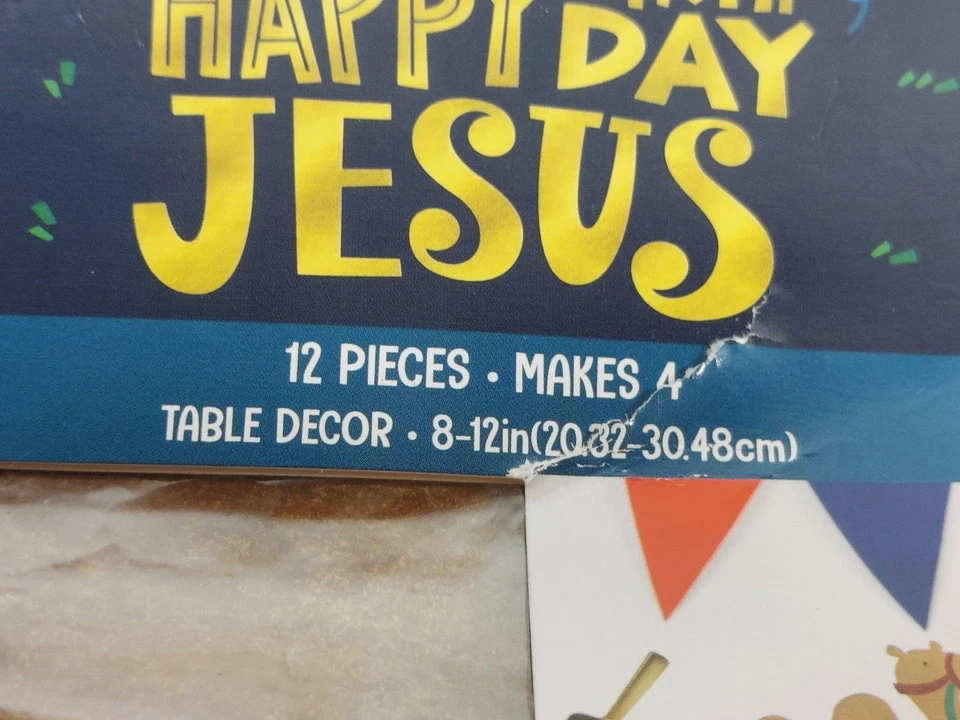 HAPPY
DAY
JESUS
12 PIECES • MAKES 4
TABLE DECOR • 8-12in(20.32-30.48cm)